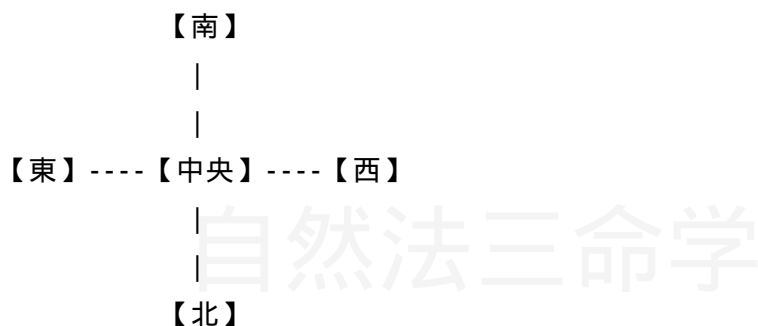 【南】
|
|
【東】----【中央】----【西】
|
|
【北】
自然法三命学